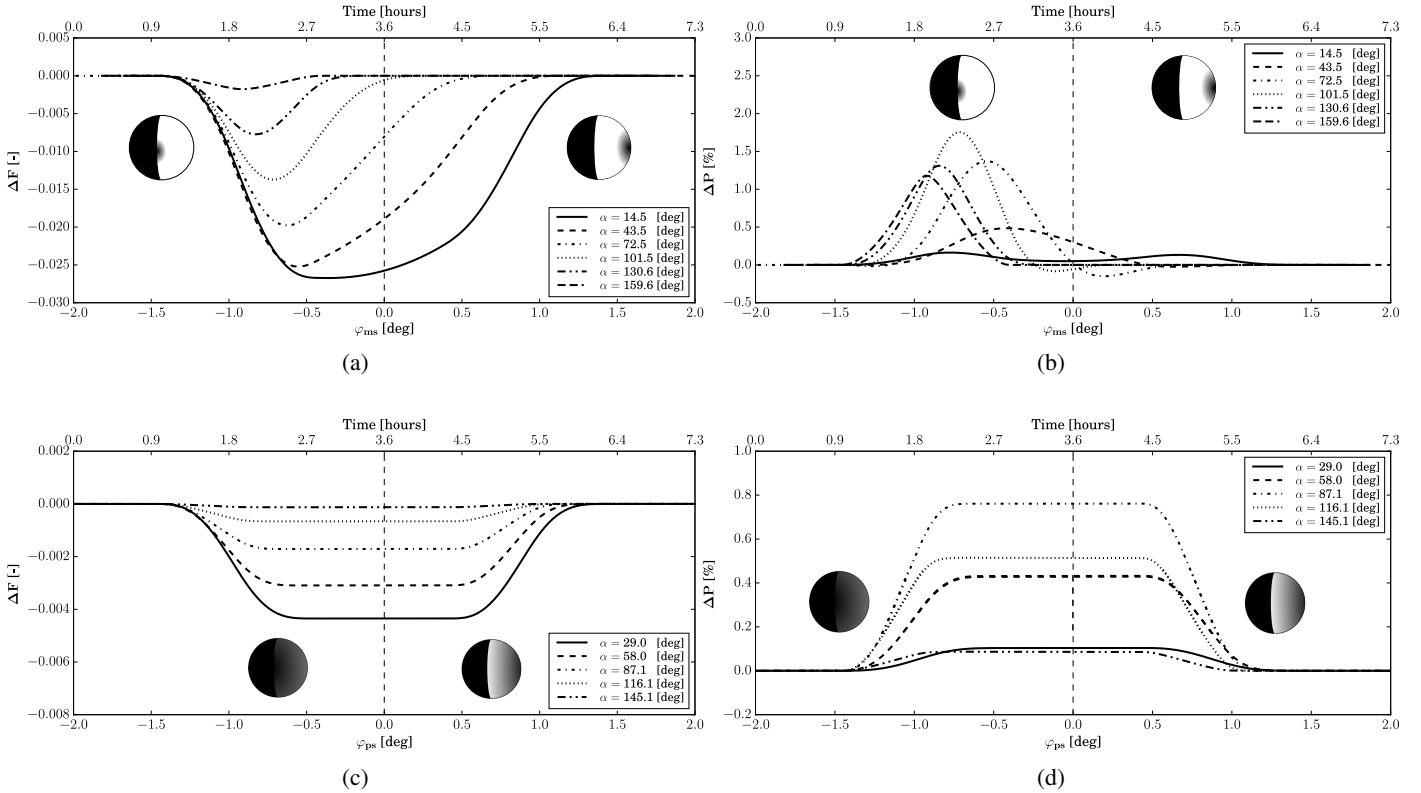 Time [hours]
0.0 0.9 1.8 2.7 3.6 4.5 5.5 6.4 7.3
0.005
0.000
−0.005
−0.010
−0.015
−0.020
−0.025
−0.030
ΔF [-]
α = 14.5 [deg]
α = 43.5 [deg]
α = 72.5 [deg]
α = 101.5 [deg]
α = 130.6 [deg]
α = 159.6 [deg]
−2.0 −1.5 −1.0 −0.5 0.0 0.5 1.0 1.5 2.0
φms [deg]
(a)
Time [hours]
0.0 0.9 1.8 2.7 3.6 4.5 5.5 6.4 7.3
3.0
2.5
2.0
1.5
1.0
0.5
0.0
−0.5
ΔP [%]
α = 14.5 [deg]
α = 43.5 [deg]
α = 72.5 [deg]
α = 101.5 [deg]
α = 130.6 [deg]
α = 159.6 [deg]
−2.0 −1.5 −1.0 −0.5 0.0 0.5 1.0 1.5 2.0
φms [deg]
(b)
Time [hours]
0.0 0.9 1.8 2.7 3.6 4.5 5.5 6.4 7.3
0.002
0.000
−0.002
−0.004
−0.006
−0.008
ΔF [-]
α = 29.0 [deg]
α = 58.0 [deg]
α = 87.1 [deg]
α = 116.1 [deg]
α = 145.1 [deg]
−2.0 −1.5 −1.0 −0.5 0.0 0.5 1.0 1.5 2.0
φps [deg]
(c)
Time [hours]
0.0 0.9 1.8 2.7 3.6 4.5 5.5 6.4 7.3
1.0
0.8
0.6
0.4
0.2
0.0
−0.2
ΔP [%]
α = 29.0 [deg]
α = 58.0 [deg]
α = 87.1 [deg]
α = 116.1 [deg]
α = 145.1 [deg]
−2.0 −1.5 −1.0 −0.5 0.0 0.5 1.0 1.5 2.0
φps [deg]
(d)